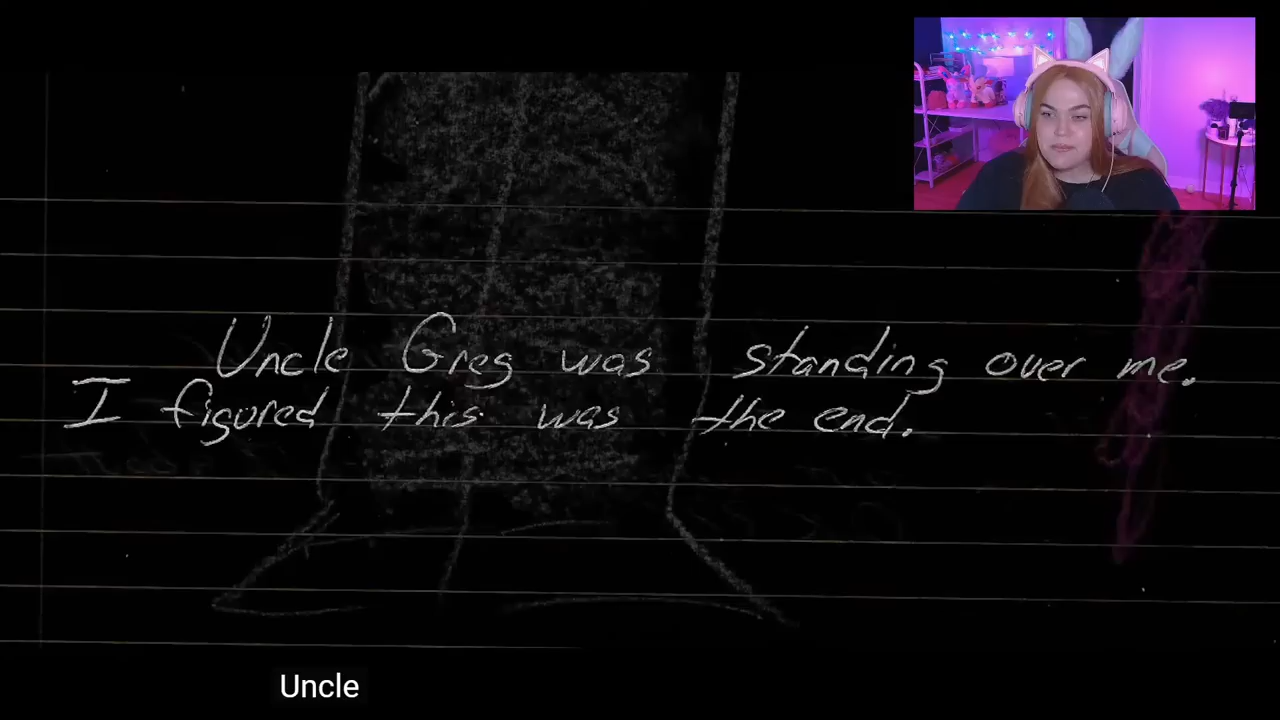 Uncle Greg was standing over me.
I figured this was the end.
Uncle